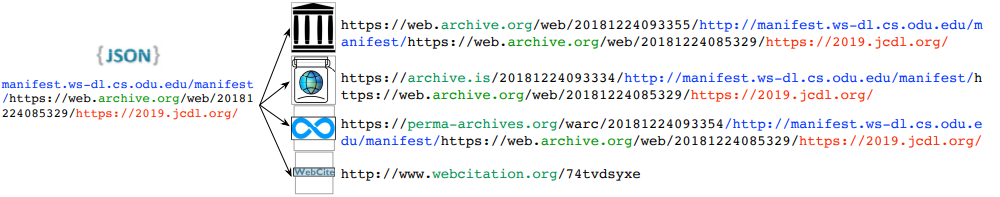 {JSON}
manifest.ws-dl.cs.odu.edu/manifest
/https://web.archive.org/web/20181
224085329/https://2019.jcdl.org/
https://web.archive.org/web/20181224093355/http://manifest.ws-dl.cs.odu.edu/m
anifest/https://web.archive.org/web/20181224085329/https://2019.jcdl.org/
https://archive.is/20181224093334/http://manifest.ws-dl.cs.odu.edu/manifest/h
ttps://web.archive.org/web/20181224085329/https://2019.jcdl.org/
https://perma-archives.org/warc/20181224093354/http://manifest.ws-dl.cs.odu.e
du/manifest/https://web.archive.org/web/20181224085329/https://2019.jcdl.org/
WebCite
http://www.webcitation.org/74tvdsyxe